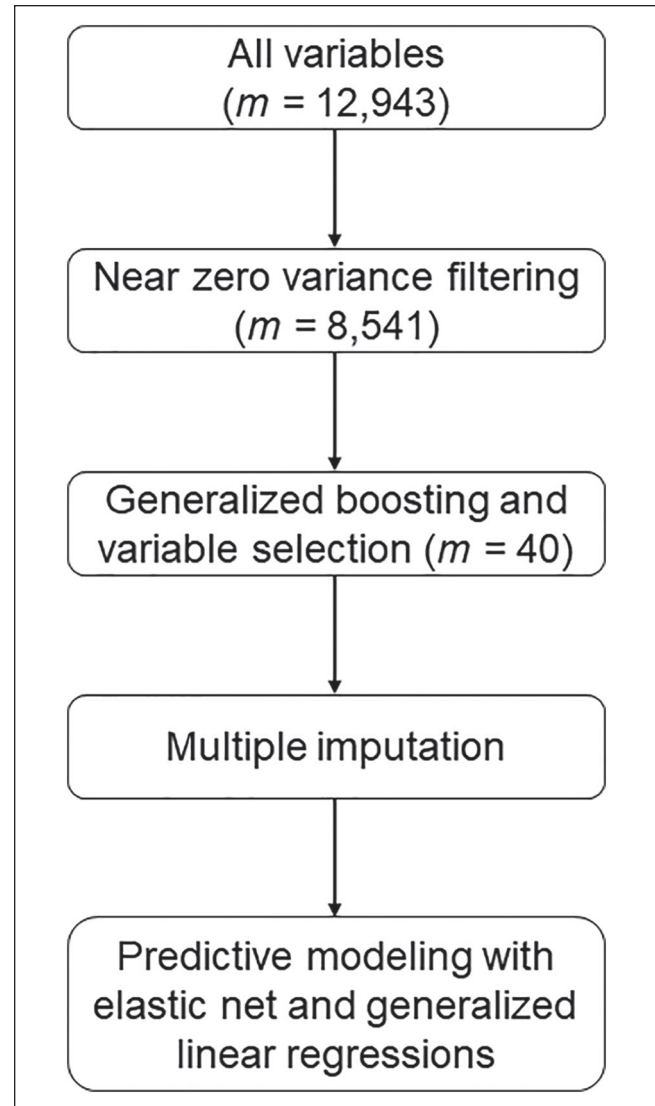 All variables
(m = 12,943)
Near zero variance filtering
(m = 8,541)
Generalized boosting and
variable selection (m = 40)
Multiple imputation
Predictive modeling with
elastic net and generalized
linear regressions